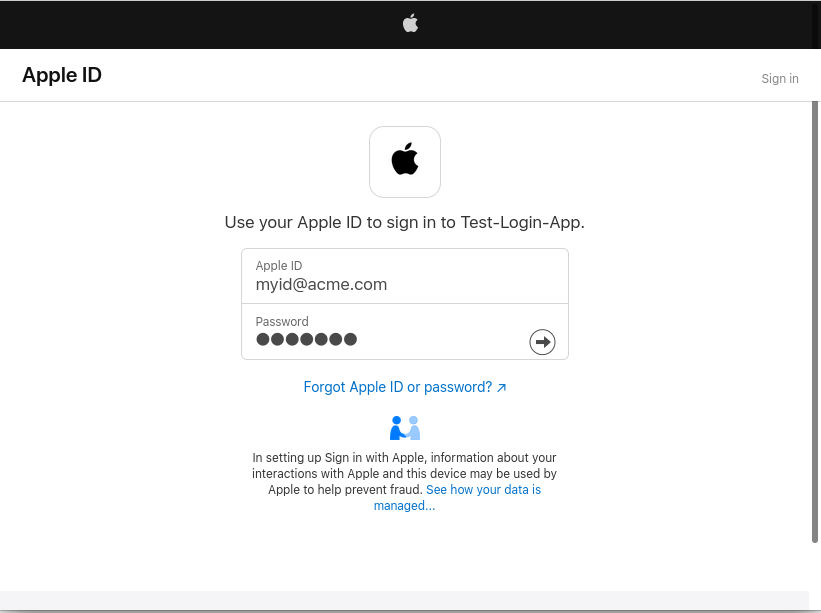 Apple ID
Sign in
Use your Apple ID to sign in to Test-Login-App.
Apple ID
myid@acme.com
Password
●●●●●●●
Forgot Apple ID or password? ↗
In setting up Sign in with Apple, information about your
interactions with Apple and this device may be used by
Apple to help prevent fraud. See how your data is
managed...